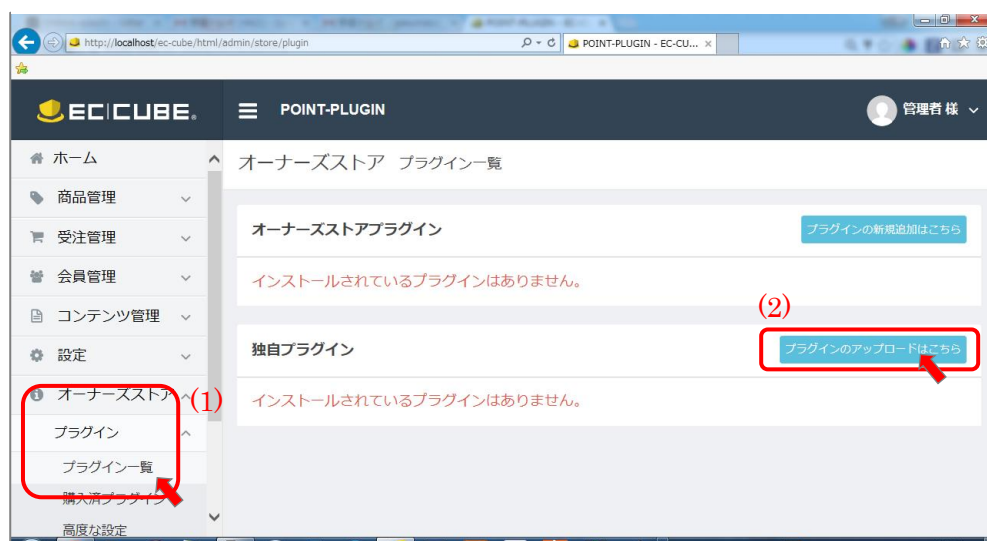 http://localhost/ec-cube/html/admin/store/plugin
POINT-PLUGIN - EC-CU...
EC CUBE.
POINT-PLUGIN
管理者 様
ホーム
オーナーズストア プラグイン一覧
商品管理
受注管理
オーナーズストアプラグイン
プラグインの新規追加はこちら
会員管理
インストールされているプラグインはありません。
コンテンツ管理
(2)
設定
独自プラグイン
プラグインのアップロードはこちら
オーナーズストア
(1)
インストールされているプラグインはありません。
プラグイン
プラグイン一覧
購入済プラグイン
高度な設定